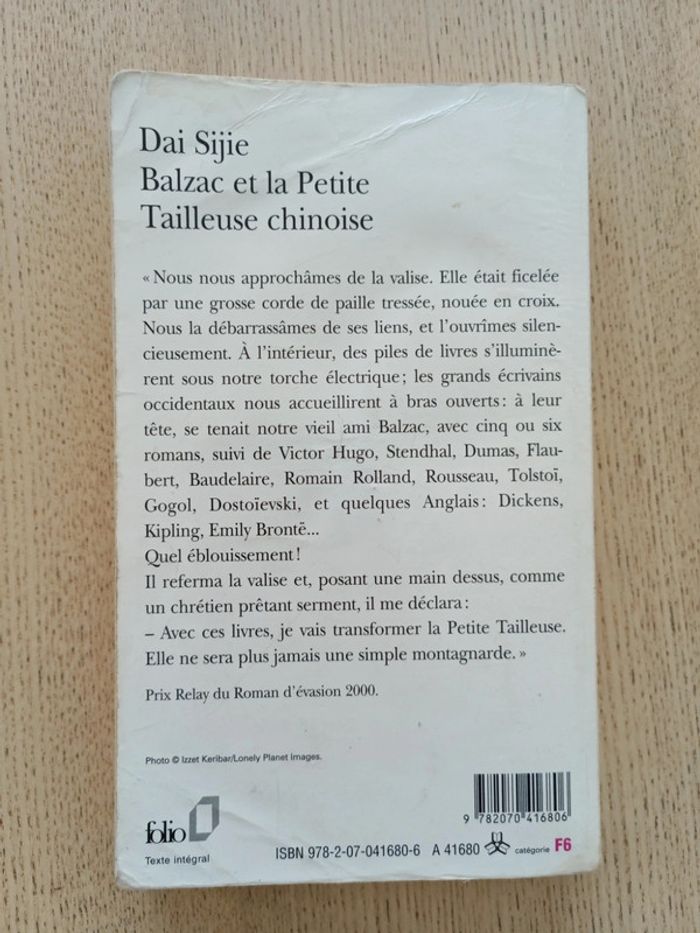 Dai Sijie
Balzac et la Petite
Tailleuse chinoise
« Nous nous approchâmes de la valise. Elle était ficelée
par une grosse corde de paille tressée, nouée en croix.
Nous la débarrassâmes de ses liens, et l'ouvrîmes silen-
cieusement. À l'intérieur, des piles de livres s'illuminè-
rent sous notre torche électrique ; les grands écrivains
occidentaux nous accueillirent à bras ouverts : à leur
tête, se tenait notre vieil ami Balzac, avec cinq ou six
romans, suivi de Victor Hugo, Stendhal, Dumas, Flau-
bert, Baudelaire, Romain Rolland, Rousseau, Tolstoï,
Gogol, Dostoïevski, et quelques Anglais : Dickens,
Kipling, Emily Brontë...
Quel éblouissement !
Il referma la valise et, posant une main dessus, comme
un chrétien prêtant serment, il me déclara :
– Avec ces livres, je vais transformer la Petite Tailleuse.
Elle ne sera plus jamais une simple montagnarde. »
Prix Relay du Roman d'évasion 2000.
Photo © Izzet Keribar/Lonely Planet Images.
9 782070 416806
folio
Texte intégral
ISBN 978-2-07-041680-6 A 41680 catégorie F6